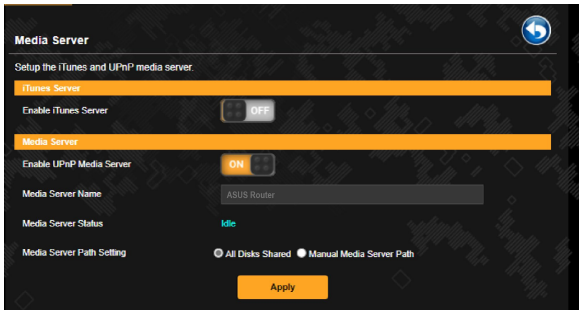 Media Server
Setup the iTunes and UPnP media server.
iTunes Server
Enable iTunes Server OFF
Media Server
Enable UPnP Media Server ON
Media Server Name ASUS Router
Media Server Status Idle
Media Server Path Setting All Disks Shared Manual Media Server Path
Apply